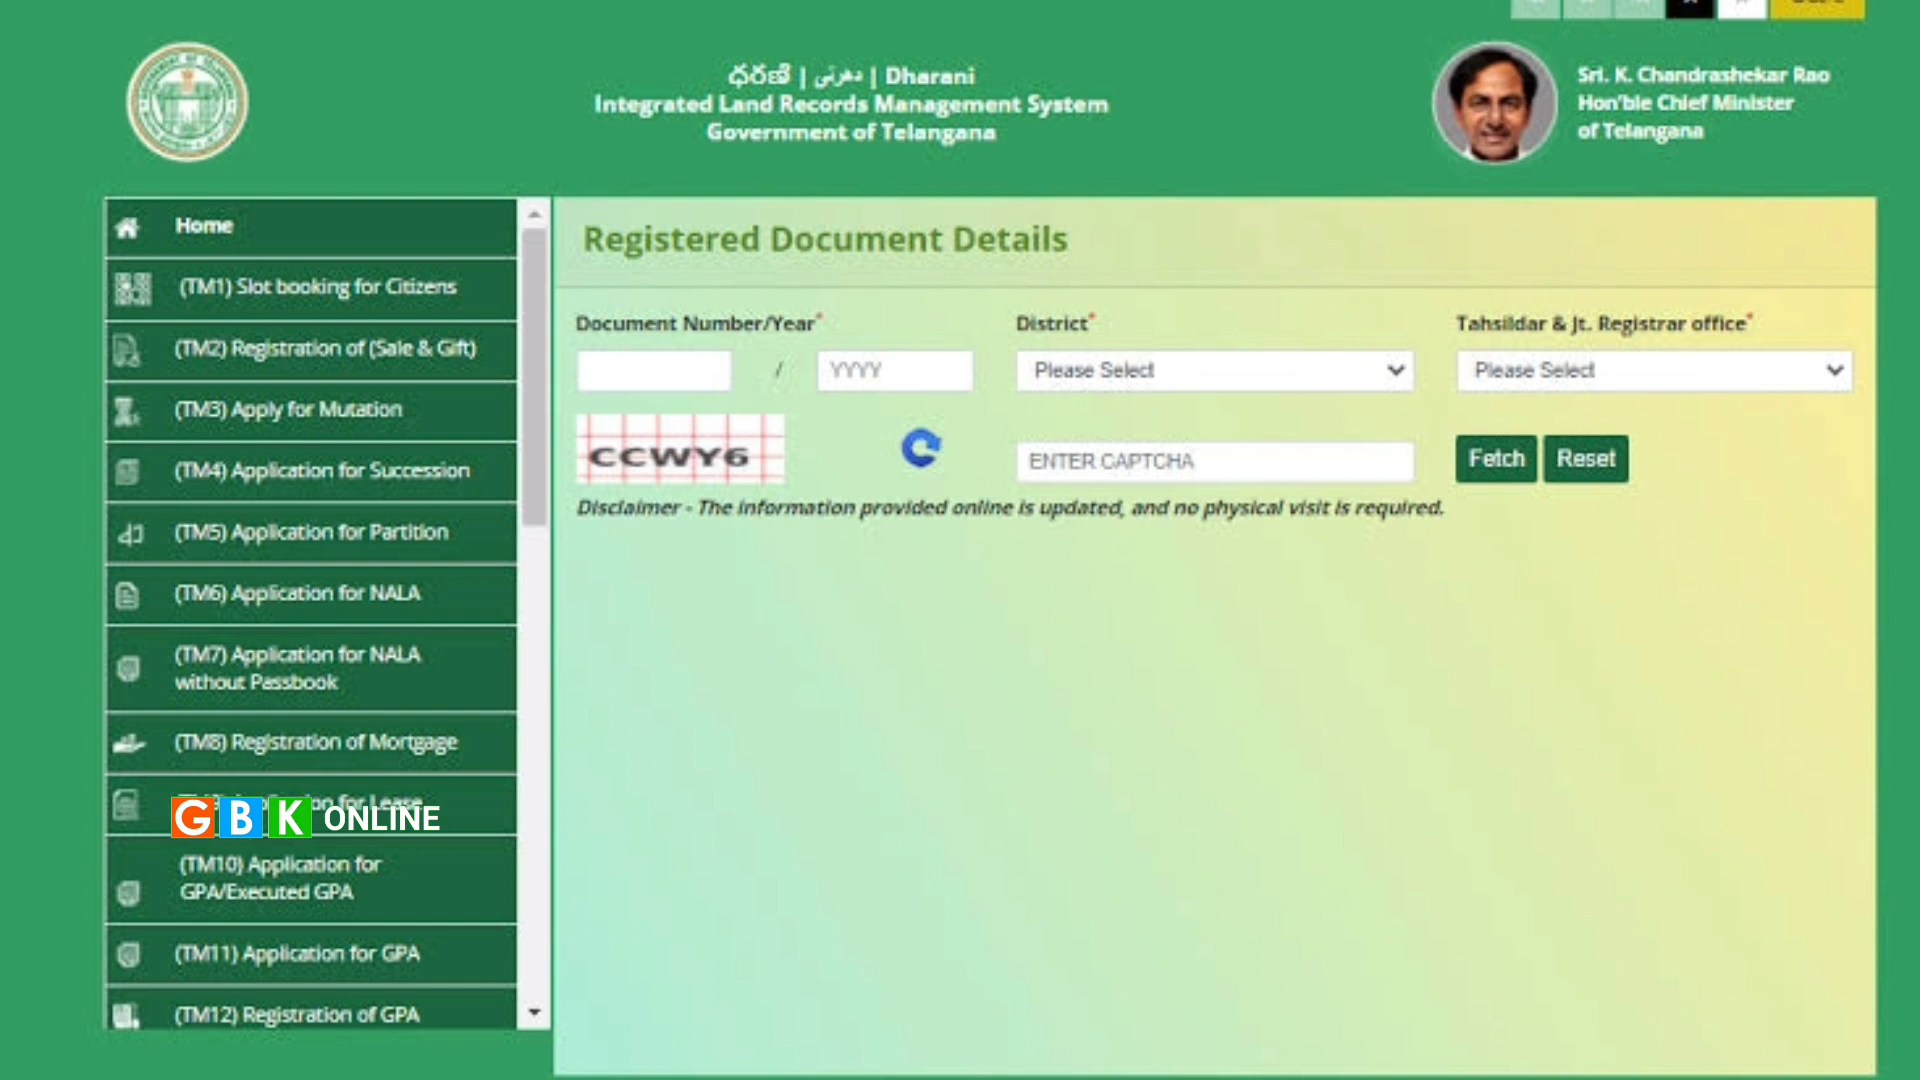 ధరణి | دھرنی | Dharani
Integrated Land Records Management System
Government of Telangana
Sri. K. Chandrashekar Rao
Hon'ble Chief Minister
of Telangana
Home
(TM1) Slot booking for Citizens
(TM2) Registration of (Sale & Gift)
(TM3) Apply for Mutation
(TM4) Application for Succession
(TM5) Application for Partition
(TM6) Application for NALA
(TM7) Application for NALA
without Passbook
(TM8) Registration of Mortgage
for Lease
GBK ONLINE
(TM10) Application for
GPA/Executed GPA
(TM11) Application for GPA
(TM12) Registration of GPA
Registered Document Details
Document Number/Year*
District*
Tahsildar & Jt. Registrar office*
/ YYYY
Please Select
Please Select
CCWY6
ENTER CAPTCHA
Fetch
Reset
Disclaimer - The information provided online is updated, and no physical visit is required.